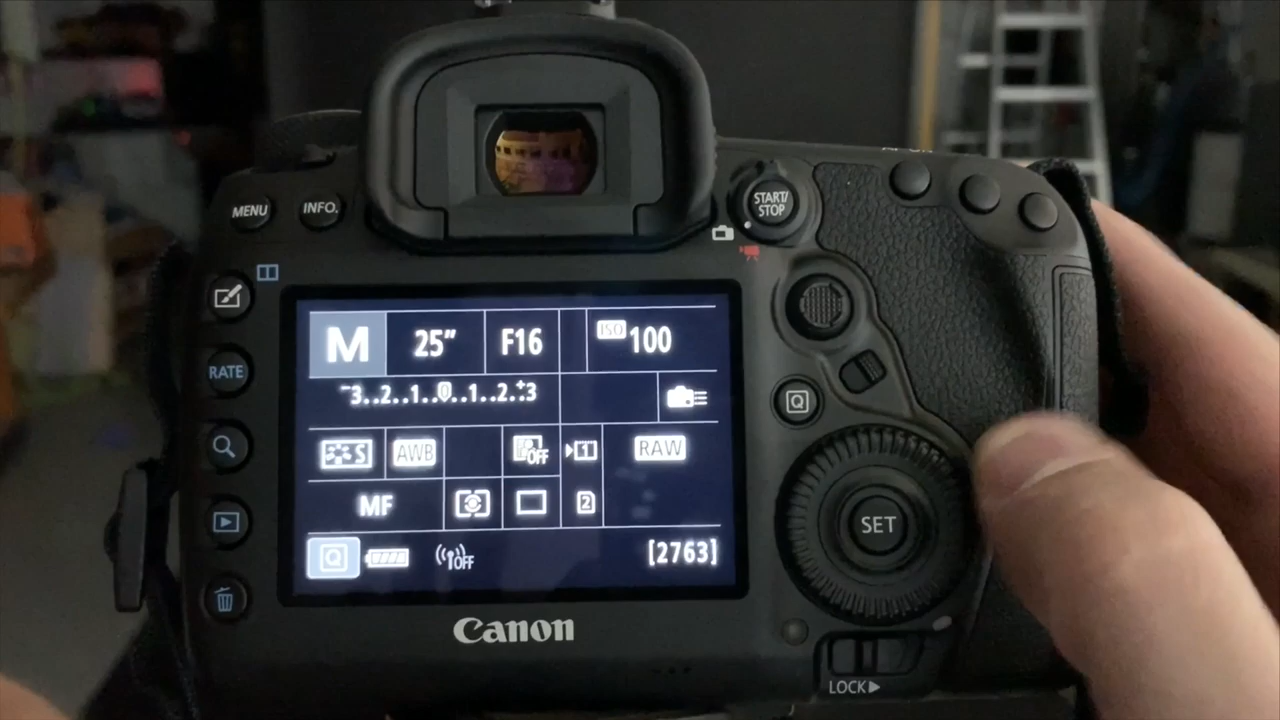 START/
STOP
MENU
INFO.
M 25" F16 ISO 100
RATE
-3..2..1..0..1..2.+3
Q
S AWB OFF 1 RAW
MF 2
SET
Q OFF [2763]
Canon
LOCK▶